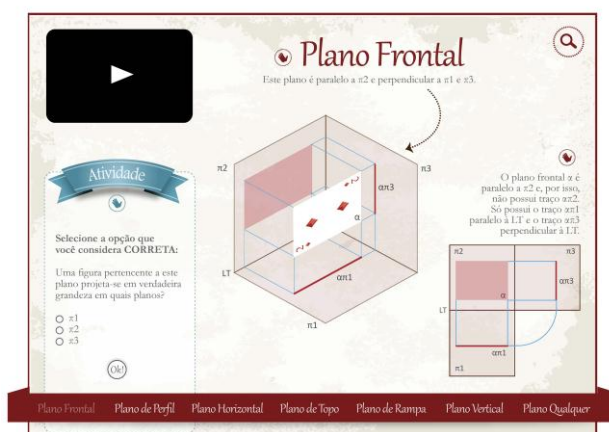 Plano Frontal
Este plano é paralelo a π2 e perpendicular a π1 e π3.
Atividade
Selecione a opção que
você considera CORRETA:
Uma figura pertencente a este
plano projeta-se em verdadeira
grandeza em quais planos?
π1
π2
π3
Ok!
π2
π3
απ3
2
α
2
LT
απ1
π1
O plano frontal α é
paralelo a π2 e, por isso,
não possui traço απ2.
Só possui o traço απ1
paralelo à LT e o traço απ3
perpendicular à LT.
π2
π3
απ3
α
LT
απ1
π1
Plano Frontal
Plano de Perfil
Plano Horizontal
Plano de Topo
Plano de Rampa
Plano Vertical
Plano Qualquer